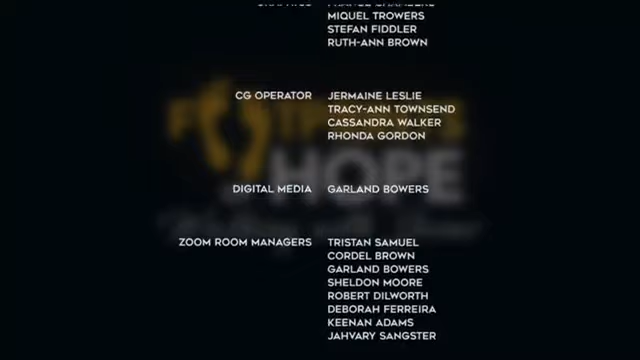 MIQUEL TROWERS
STEFAN FIDDLER
RUTH-ANN BROWN
CG OPERATOR JERMAINE LESLIE
TRACY-ANN TOWNSEND
CASSANDRA WALKER
RHONDA GORDON
HOPE
DIGITAL MEDIA GARLAND BOWERS
ZOOM ROOM MANAGERS TRISTAN SAMUEL
CORDEL BROWN
GARLAND BOWERS
SHELDON MOORE
ROBERT DILWORTH
DEBORAH FERREIRA
KEENAN ADAMS
JAHVARY SANGSTER